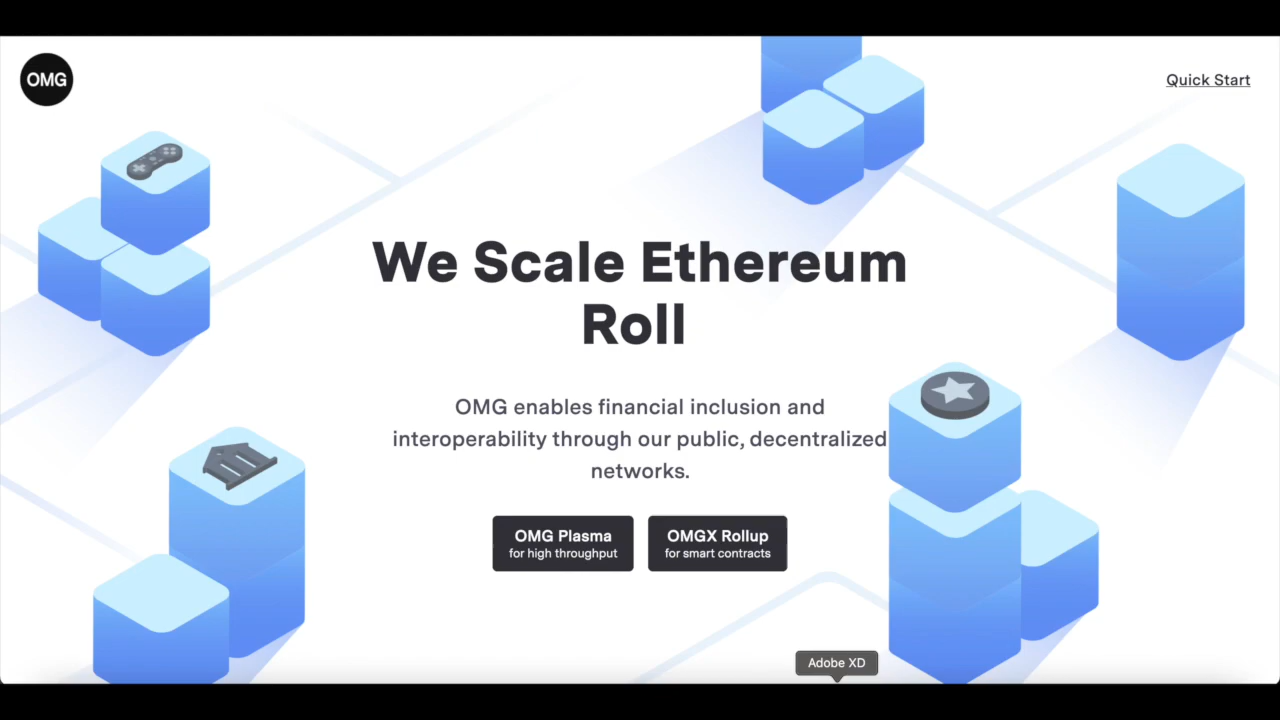 OMG
Quick Start
We Scale Ethereum
Roll
OMG enables financial inclusion and
interoperability through our public, decentralized
networks.
OMG Plasma
for high throughput
OMGX Rollup
for smart contracts
Adobe XD